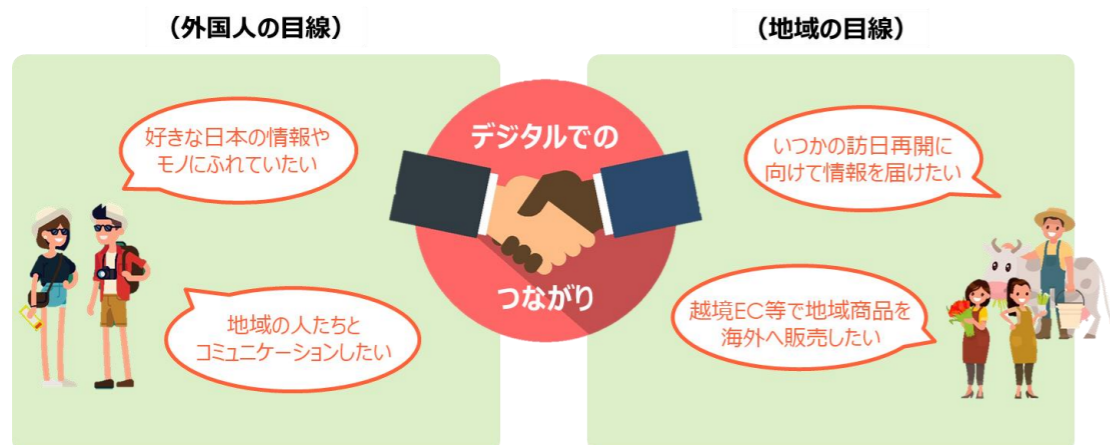 （外国人の目線）
（地域の目線）
好きな日本の情報や
モノにふれていたい
地域の人たちと
コミュニケーションしたい
デジタルでの
つながり
いつかの訪日再開に
向けて情報を届けたい
越境EC等で地域商品を
海外へ販売したい